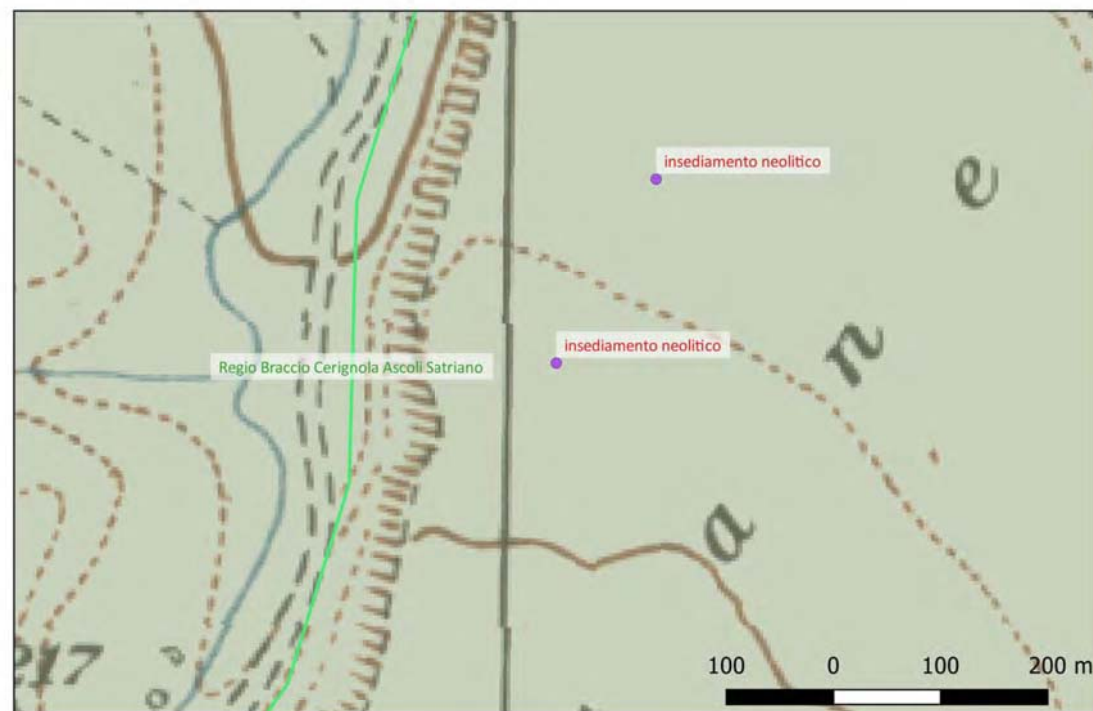 insediamento neolitico
e
insediamento neolitico
n
Regio Braccio Cerignola Ascoli Satriano
a
217
100 0 100 200 m